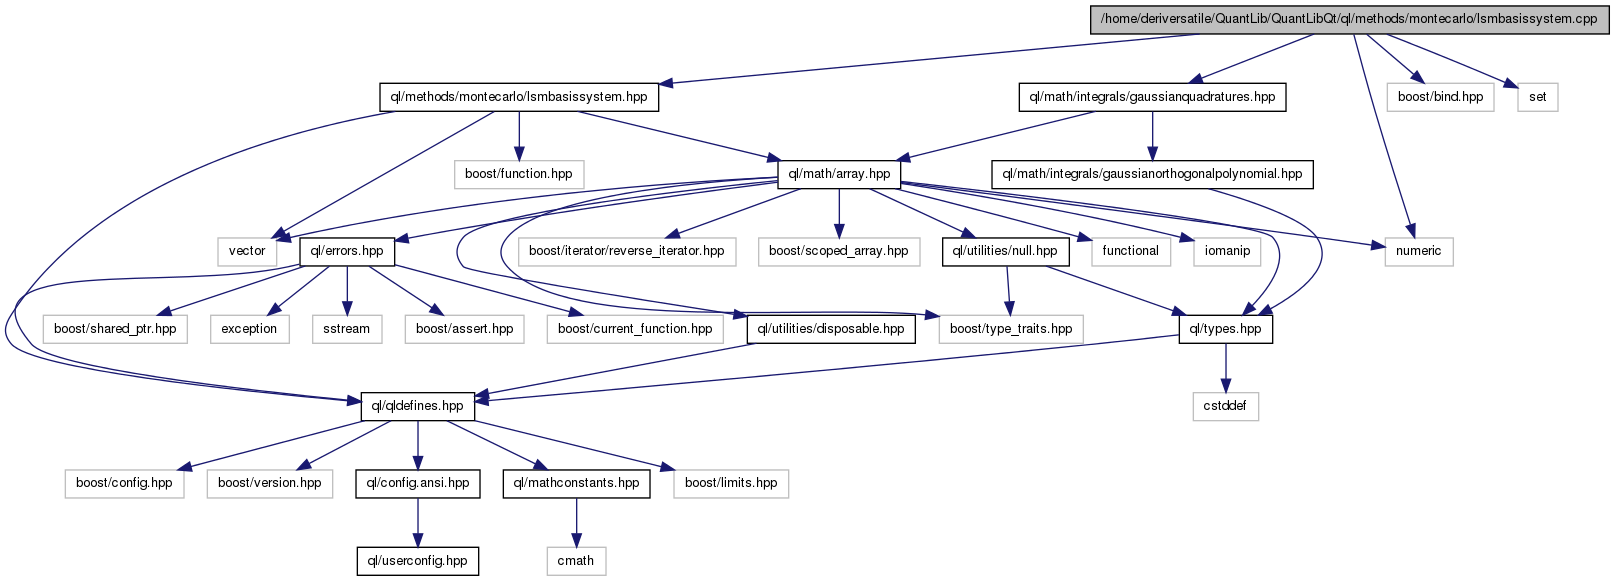 /home/deriversatile/QuantLib/QuantLibQt/ql/methods/montecarlo/lsmbasissystem.cpp
ql/methods/montecarlo/lsmbasissystem.hpp
ql/math/integrals/gaussianquadratures.hpp
boost/bind.hpp
set
boost/function.hpp
ql/math/array.hpp
ql/math/integrals/gaussianorthogonalpolynomial.hpp
vector
ql/errors.hpp
boost/iterator/reverse_iterator.hpp
boost/scoped_array.hpp
ql/utilities/null.hpp
functional
iomanip
numeric
boost/shared_ptr.hpp
exception
sstream
boost/assert.hpp
boost/current_function.hpp
ql/utilities/disposable.hpp
boost/type_traits.hpp
ql/types.hpp
ql/qldefines.hpp
cstddef
boost/config.hpp
boost/version.hpp
ql/config.ansi.hpp
ql/mathconstants.hpp
boost/limits.hpp
ql/userconfig.hpp
cmath